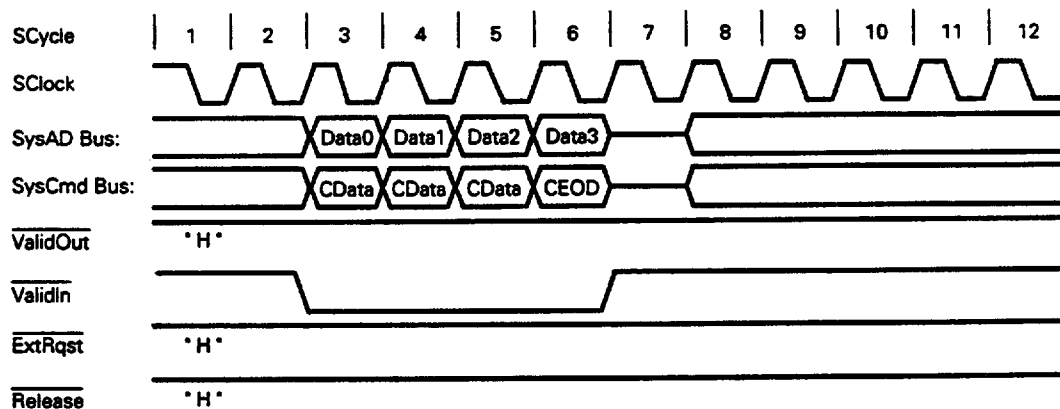 SCycle 1 2 3 4 5 6 7 8 9 10 11 12
SClock
SysAD Bus: Data0 Data1 Data2 Data3
SysCmd Bus: CData CData CData CEOD
ValidOut "H"
ValidIn
ExtRqst "H"
Release "H"